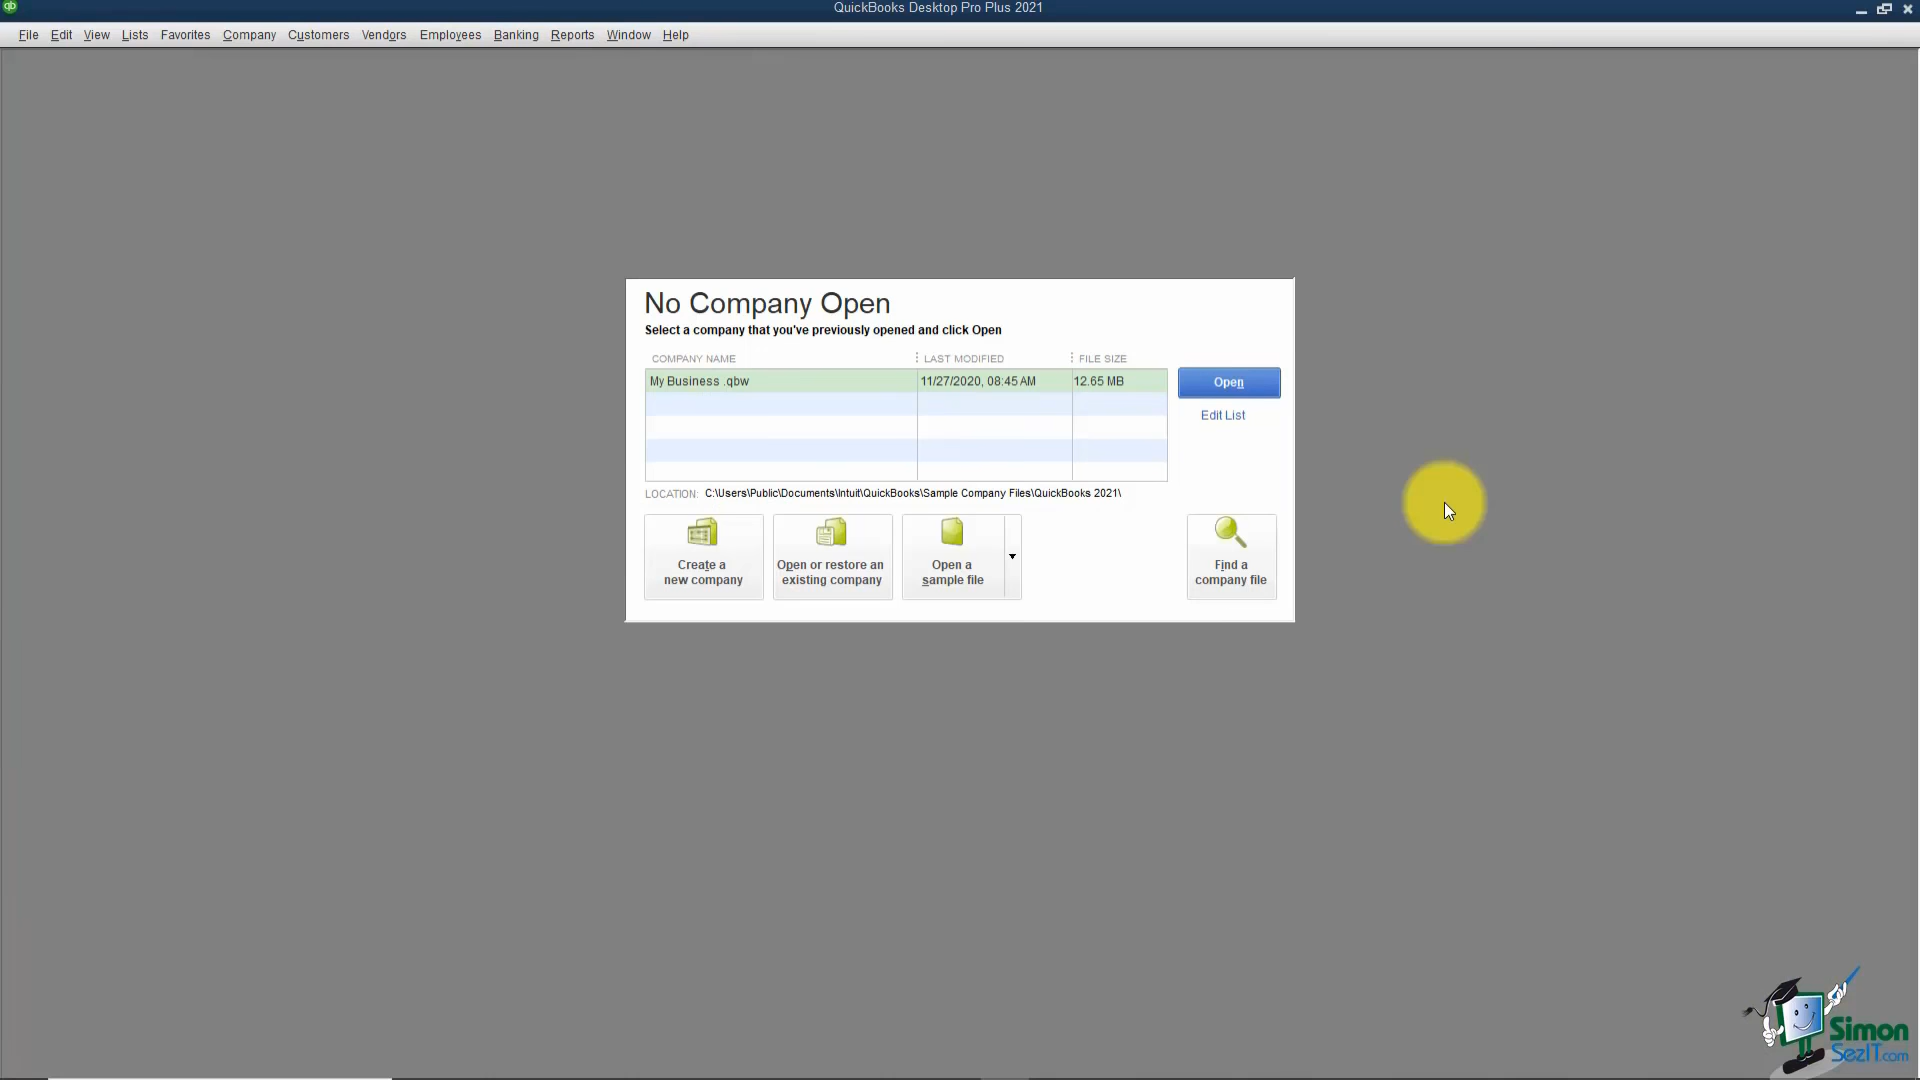 QuickBooks Desktop Pro Plus 2021
File Edit View Lists Favorites Company Customers Vendors Employees Banking Reports Window Help
No Company Open
Select a company that you've previously opened and click Open
COMPANY NAME LAST MODIFIED FILE SIZE
My Business .qbw 11/27/2020, 08:45 AM 12.65 MB
Open
Edit List
LOCATION: C:\Users\Public\Documents\Intuit\QuickBooks\Sample Company Files\QuickBooks 2021\
Create a
new company
Open or restore an
existing company
Open a
sample file
Find a
company file
qb
Simon
SezIT.com